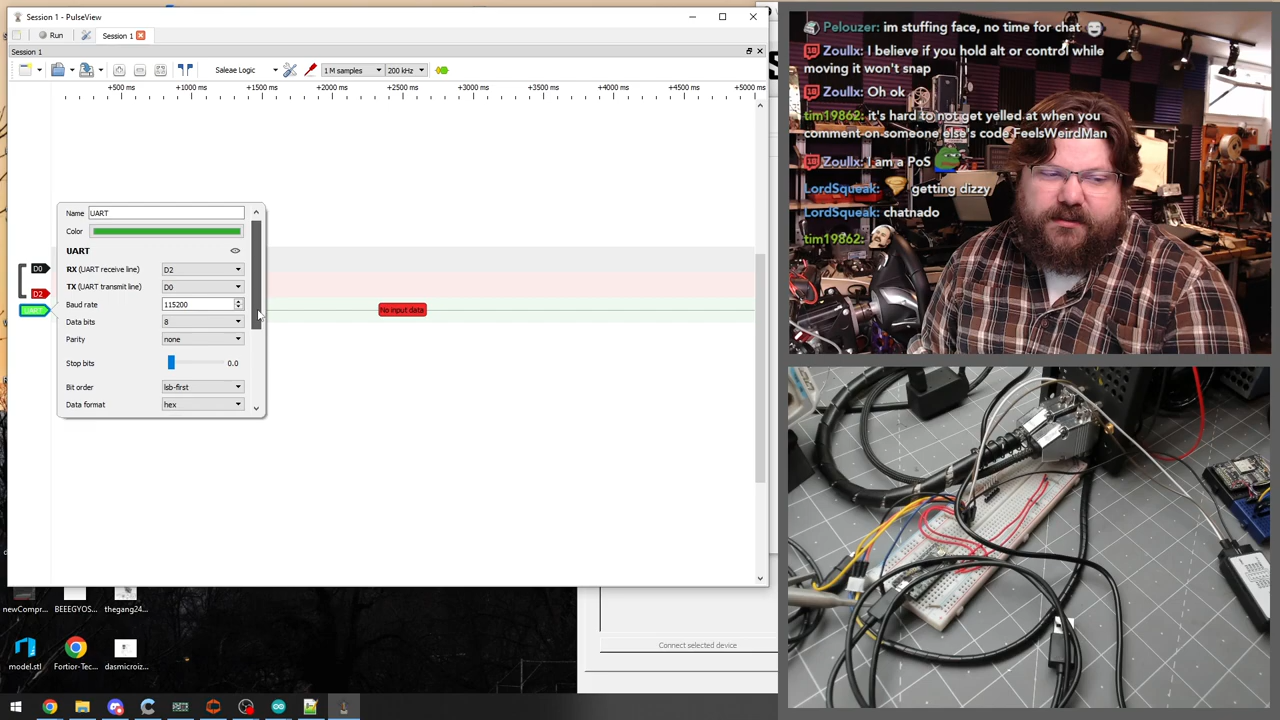 Session 1 - PulseView
Run
Session 1
Session 1
Saleae Logic
1 M samples
200 kHz
+500 ms
+1000 ms
+1500 ms
+2000 ms
+2500 ms
+3000 ms
+3500 ms
+4000 ms
+4500 ms
+5000 ms
Name UART
Color
UART
RX (UART receive line) D2
TX (UART transmit line) D0
Baud rate 115200
Data bits 8
Parity none
Stop bits 0.0
Bit order lsb-first
Data format hex
D0
D2
UART
No input data
newCompr...
BEEEGYOS...
thegang24...
model.stl
Fortior-Tec...
dasmicroiz...
Connect selected device
Pelouzer: im stuffing face, no time for chat
Zoullx: I believe if you hold alt or control while
moving it won't snap
Zoullx: Oh ok
tim19862: it's hard to not get yelled at when you
comment on someone else's code FeelsWeirdMan
Zoullx: I am a PoS
LordSqueak: getting dizzy
LordSqueak: chatnado
tim19862: